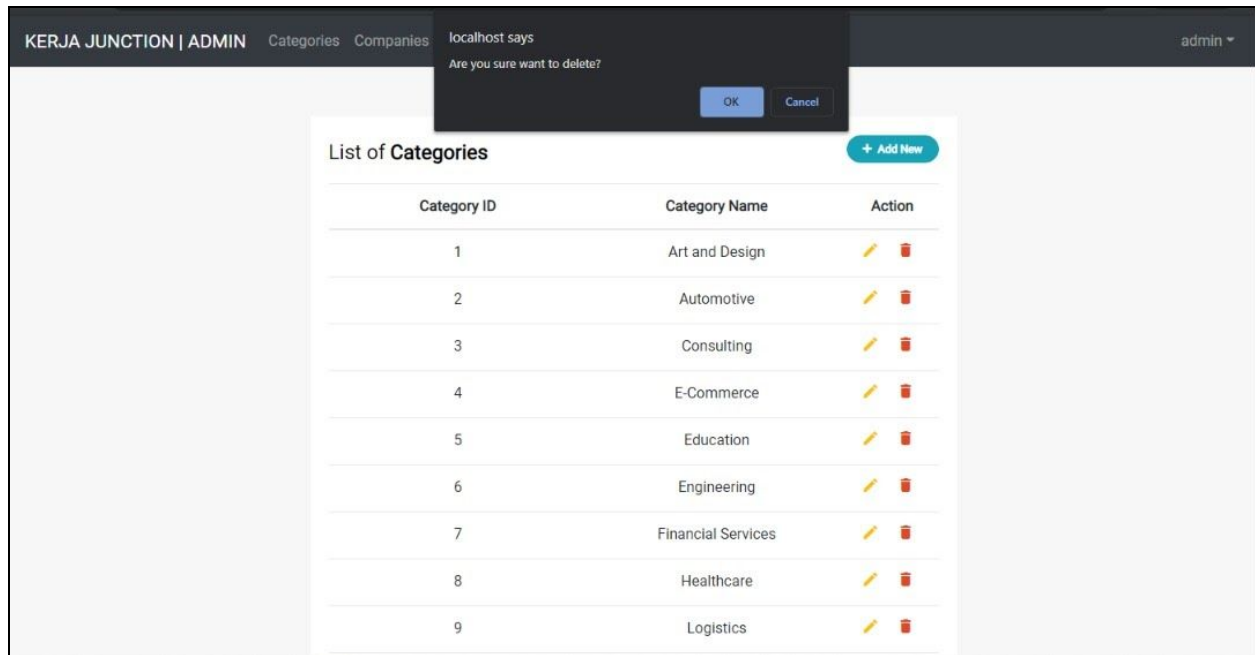 KERJA JUNCTION | ADMIN Categories Companies admin
localhost says
Are you sure want to delete?
OK Cancel
List of Categories + Add New
Category ID Category Name Action
1 Art and Design
2 Automotive
3 Consulting
4 E-Commerce
5 Education
6 Engineering
7 Financial Services
8 Healthcare
9 Logistics